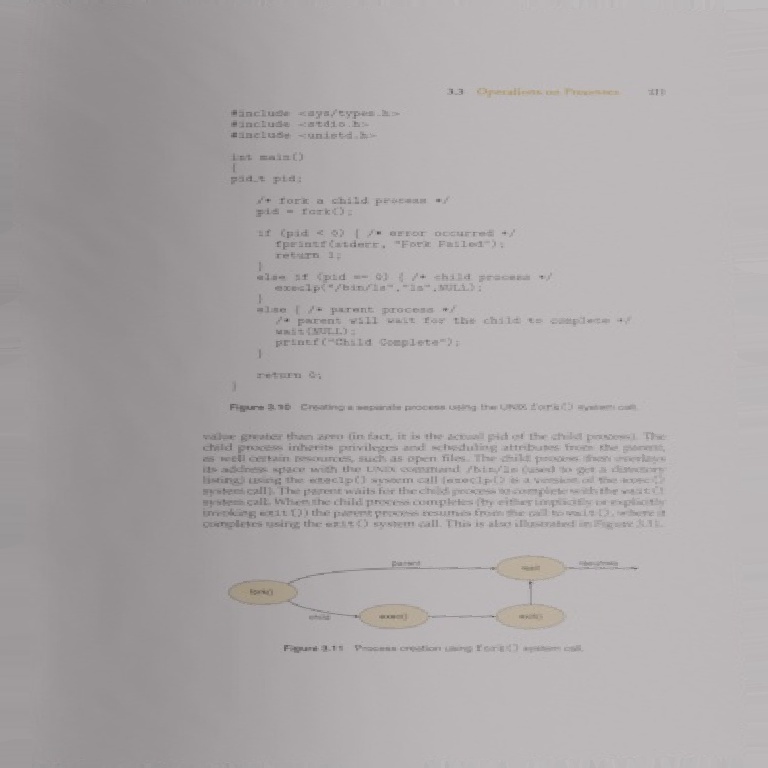 3.3 Operations on Processes
#include <sys/types.h>
#include <stdio.h>
#include <unistd.h>
int main()
{
pid_t pid;
/* fork a child process */
pid = fork();
if (pid < 0) { /* error occurred */
fprintf(stderr, "Fork Failed");
return 1;
}
else if (pid == 0) { /* child process */
execlp("/bin/ls","ls",NULL);
}
else { /* parent process */
/* parent will wait for the child to complete */
wait(NULL);
printf("Child Complete");
}
return 0;
}
Figure 3.10 Creating a separate process using the UNIX fork() system call.
value greater than zero (in fact, it is the actual pid of the child process). The
child process inherits privileges and scheduling attributes from the parent,
as well certain resources, such as open files. The child process then overlays
its address space with the UNIX command /bin/ls (used to get a directory
listing) using the execlp() system call (execlp() is a version of the exec()
system call). The parent waits for the child process to complete with the wait()
system call. When the child process completes (by either implicitly or explicitly
invoking exit()) the parent process resumes from the call to wait(), where it
completes using the exit() system call. This is also illustrated in Figure 3.11.
parent
wait
resumes
fork()
child
exec()
exit()
Figure 3.11 Process creation using fork() system call.